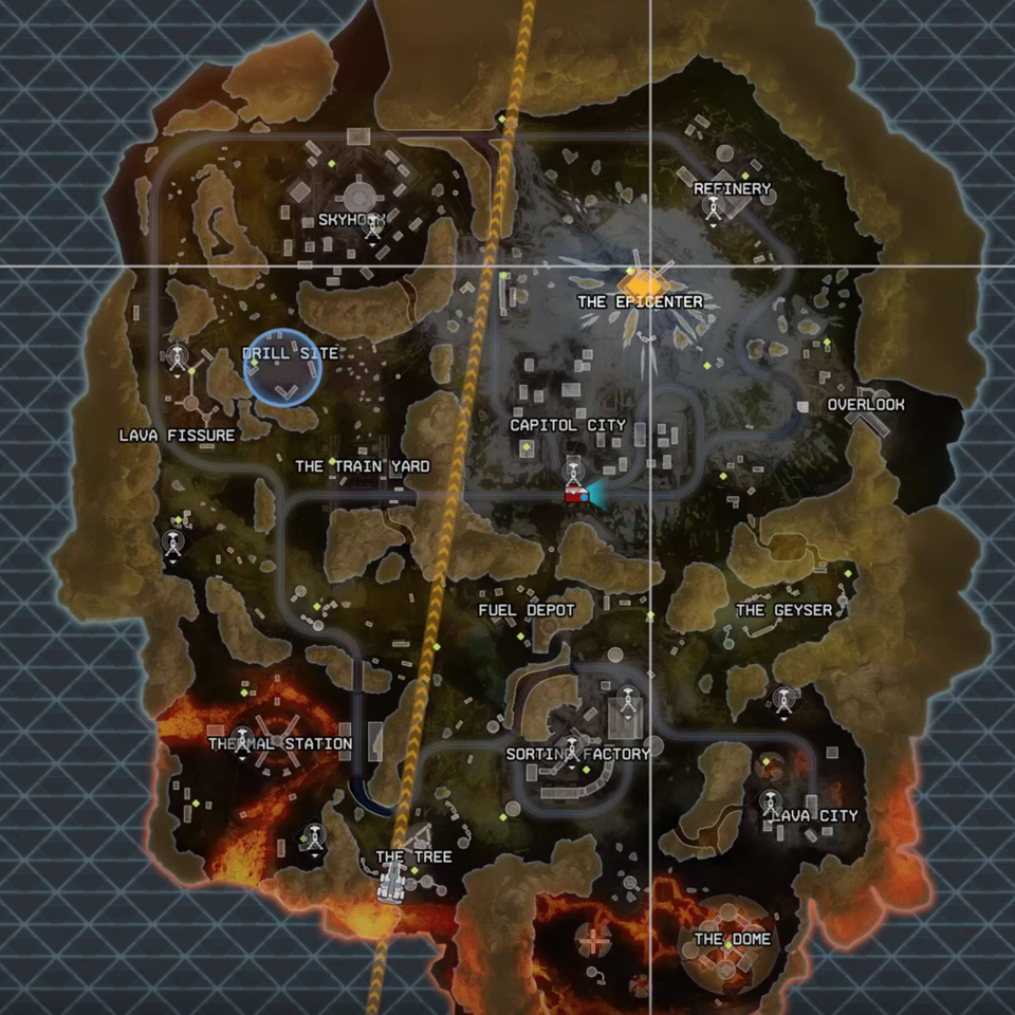 REFINERY
SKYHOOK
THE EPICENTER
DRILL SITE
OVERLOOK
CAPITOL CITY
LAVA FISSURE
THE TRAIN YARD
FUEL DEPOT
THE GEYSER
THERMAL STATION
SORTING FACTORY
LAVA CITY
THE TREE
THE DOME